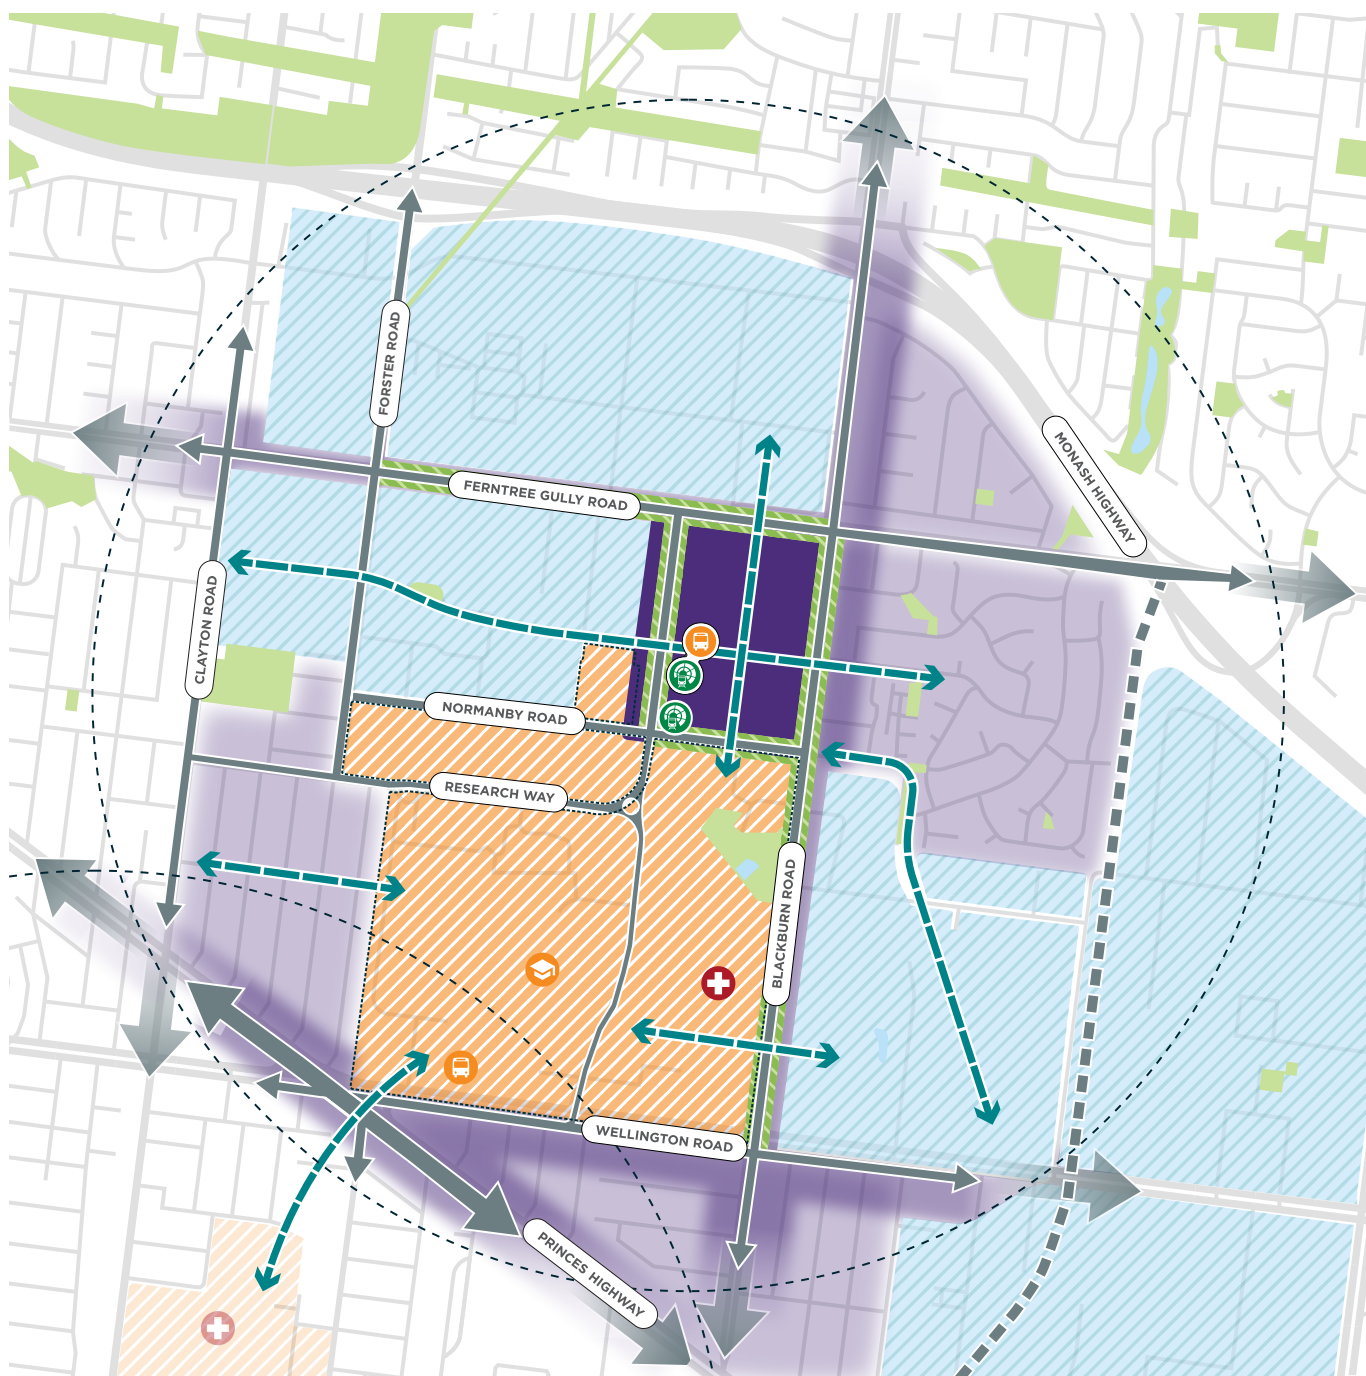 FORSTER ROAD
MONASH HIGHWAY
FERNTREE GULLY ROAD
CLAYTON ROAD
NORMANBY ROAD
RESEARCH WAY
BLACKBURN ROAD
WELLINGTON ROAD
PRINCES HIGHWAY